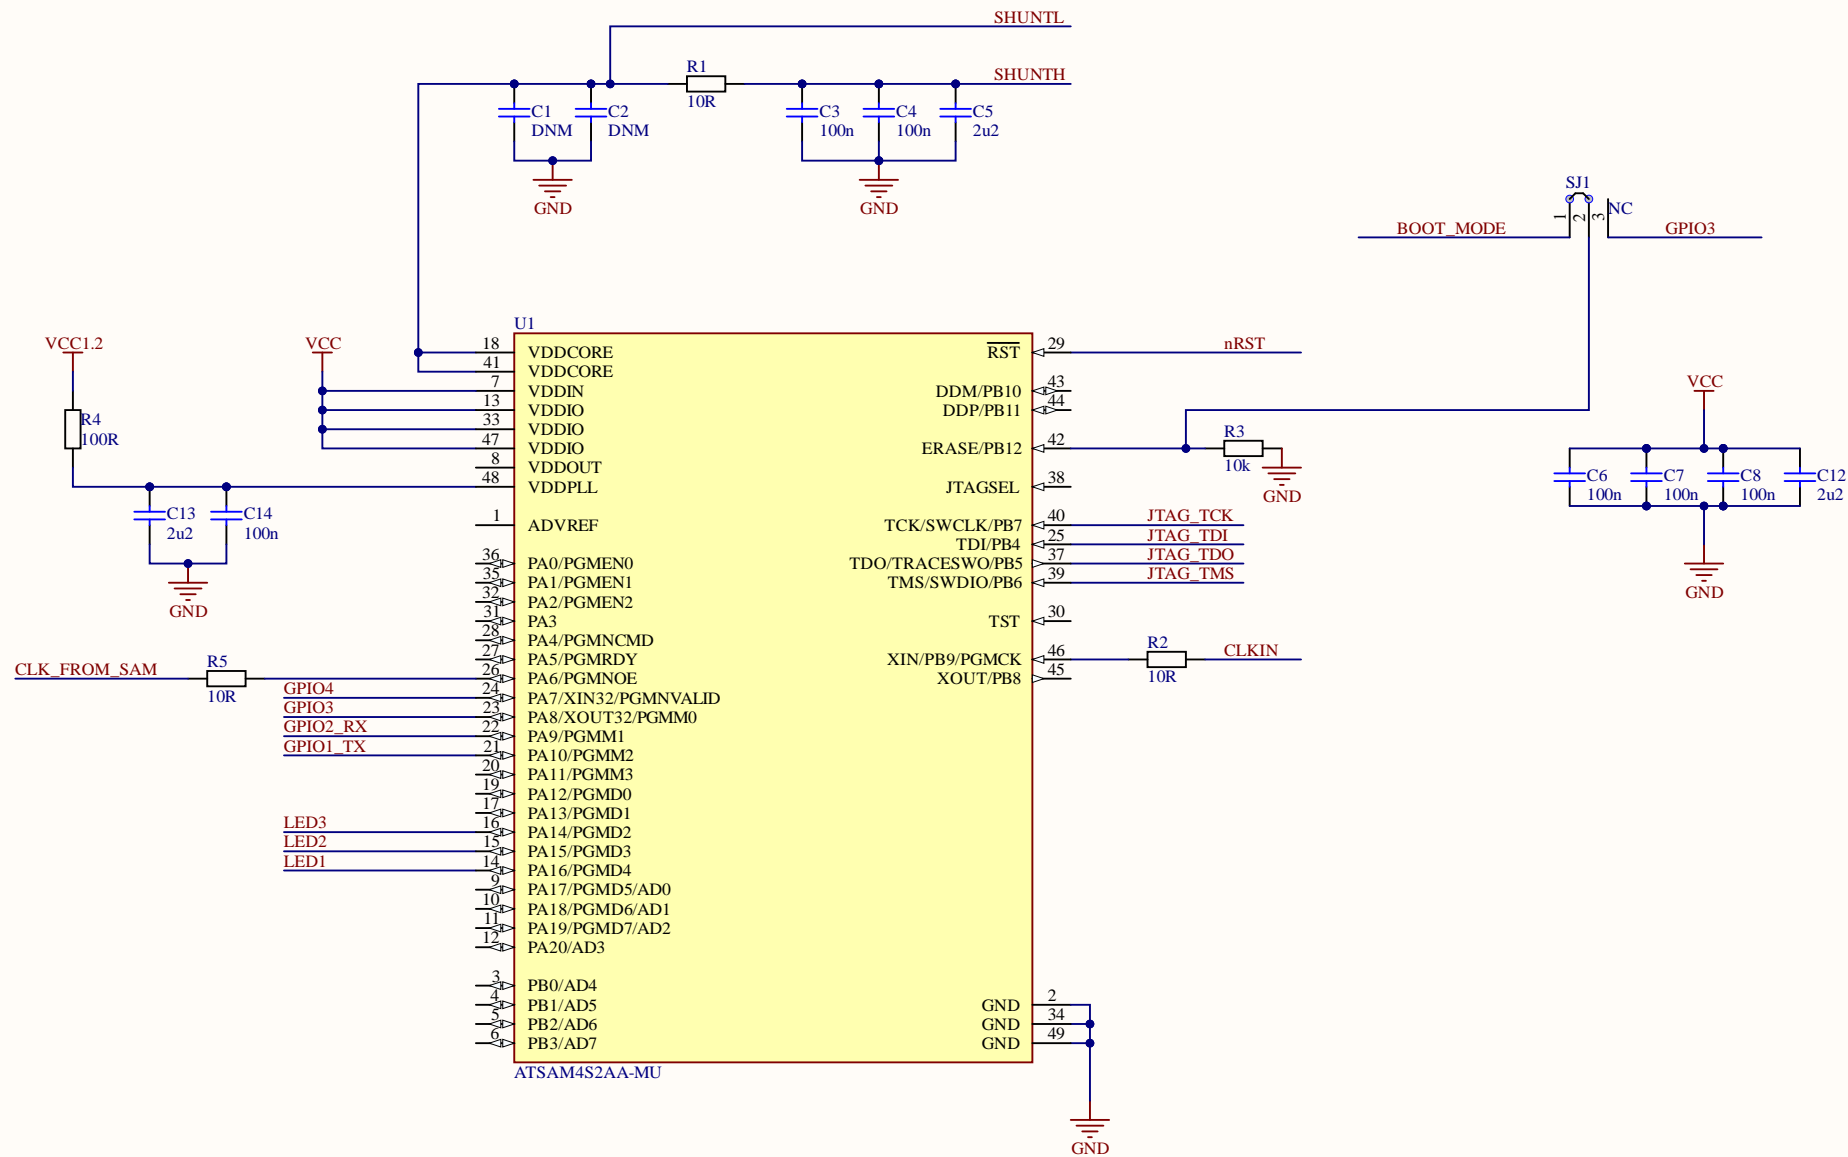 SHUNTL
SHUNTH
R1
10R
C1
DNM
C2
DNM
C3
100n
C4
100n
C5
2u2
GND
GND
SJ1
1
2
3
NC
BOOT_MODE
GPIO3
U1
VCC1.2
R4
100R
C13
2u2
C14
100n
GND
VCC
18 VDDCORE
41 VDDCORE
7 VDDIN
13 VDDIO
33 VDDIO
47 VDDIO
8 VDDOUT
48 VDDPLL
1 ADVREF
36 PA0/PGMEN0
35 PA1/PGMEN1
32 PA2/PGMEN2
31 PA3
28 PA4/PGMNCMD
27 PA5/PGMRDY
CLK_FROM_SAM
R5
10R
26 PA6/PGMNOE
GPIO4 24 PA7/XIN32/PGMNVALID
GPIO3 23 PA8/XOUT32/PGMM0
GPIO2_RX 22 PA9/PGMM1
GPIO1_TX 21 PA10/PGMM2
20 PA11/PGMM3
19 PA12/PGMD0
17 PA13/PGMD1
LED3 16 PA14/PGMD2
LED2 15 PA15/PGMD3
LED1 14 PA16/PGMD4
9 PA17/PGMD5/AD0
10 PA18/PGMD6/AD1
11 PA19/PGMD7/AD2
12 PA20/AD3
3 PB0/AD4
4 PB1/AD5
5 PB2/AD6
6 PB3/AD7
ATSAM4S2AA-MU
RST 29 nRST
DDM/PB10 43
DDP/PB11 44
ERASE/PB12 42
R3
10k
GND
JTAGSEL 38
TCK/SWCLK/PB7 40 JTAG_TCK
TDI/PB4 25 JTAG_TDI
TDO/TRACESWO/PB5 37 JTAG_TDO
TMS/SWDIO/PB6 39 JTAG_TMS
TST 30
XIN/PB9/PGMCK 46
R2
10R
CLKIN
XOUT/PB8 45
GND 2
GND 34
GND 49
GND
VCC
C6
100n
C7
100n
C8
100n
C12
2u2
GND